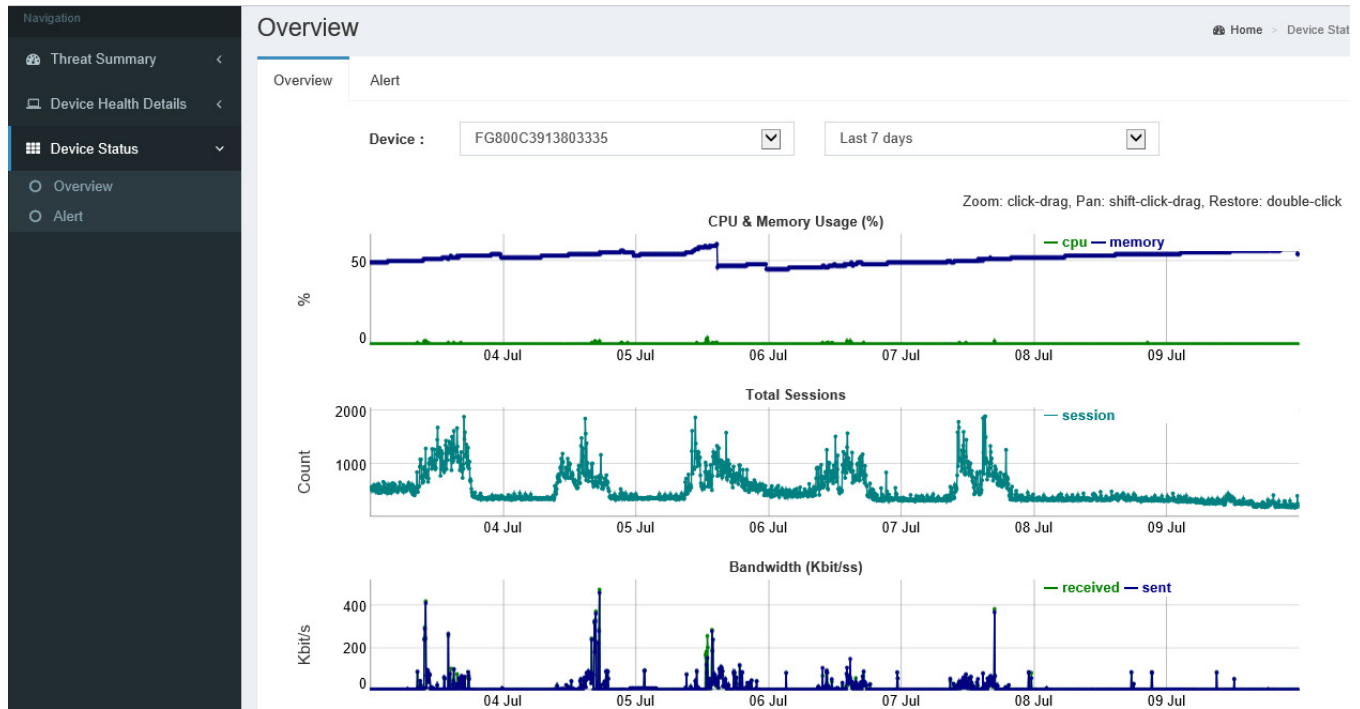 Navigation
Threat Summary
Device Health Details
Device Status
Overview
Alert
Overview
Home > Device Stat
Overview Alert
Device : FG800C3913803335 Last 7 days
Zoom: click-drag, Pan: shift-click-drag, Restore: double-click
CPU & Memory Usage (%)
cpu memory
50
%
0
04 Jul 05 Jul 06 Jul 07 Jul 08 Jul 09 Jul
Total Sessions
session
2000
1000
Count
04 Jul 05 Jul 06 Jul 07 Jul 08 Jul 09 Jul
Bandwidth (Kbit/ss)
received sent
400
200
Kbit/s
0
04 Jul 05 Jul 06 Jul 07 Jul 08 Jul 09 Jul